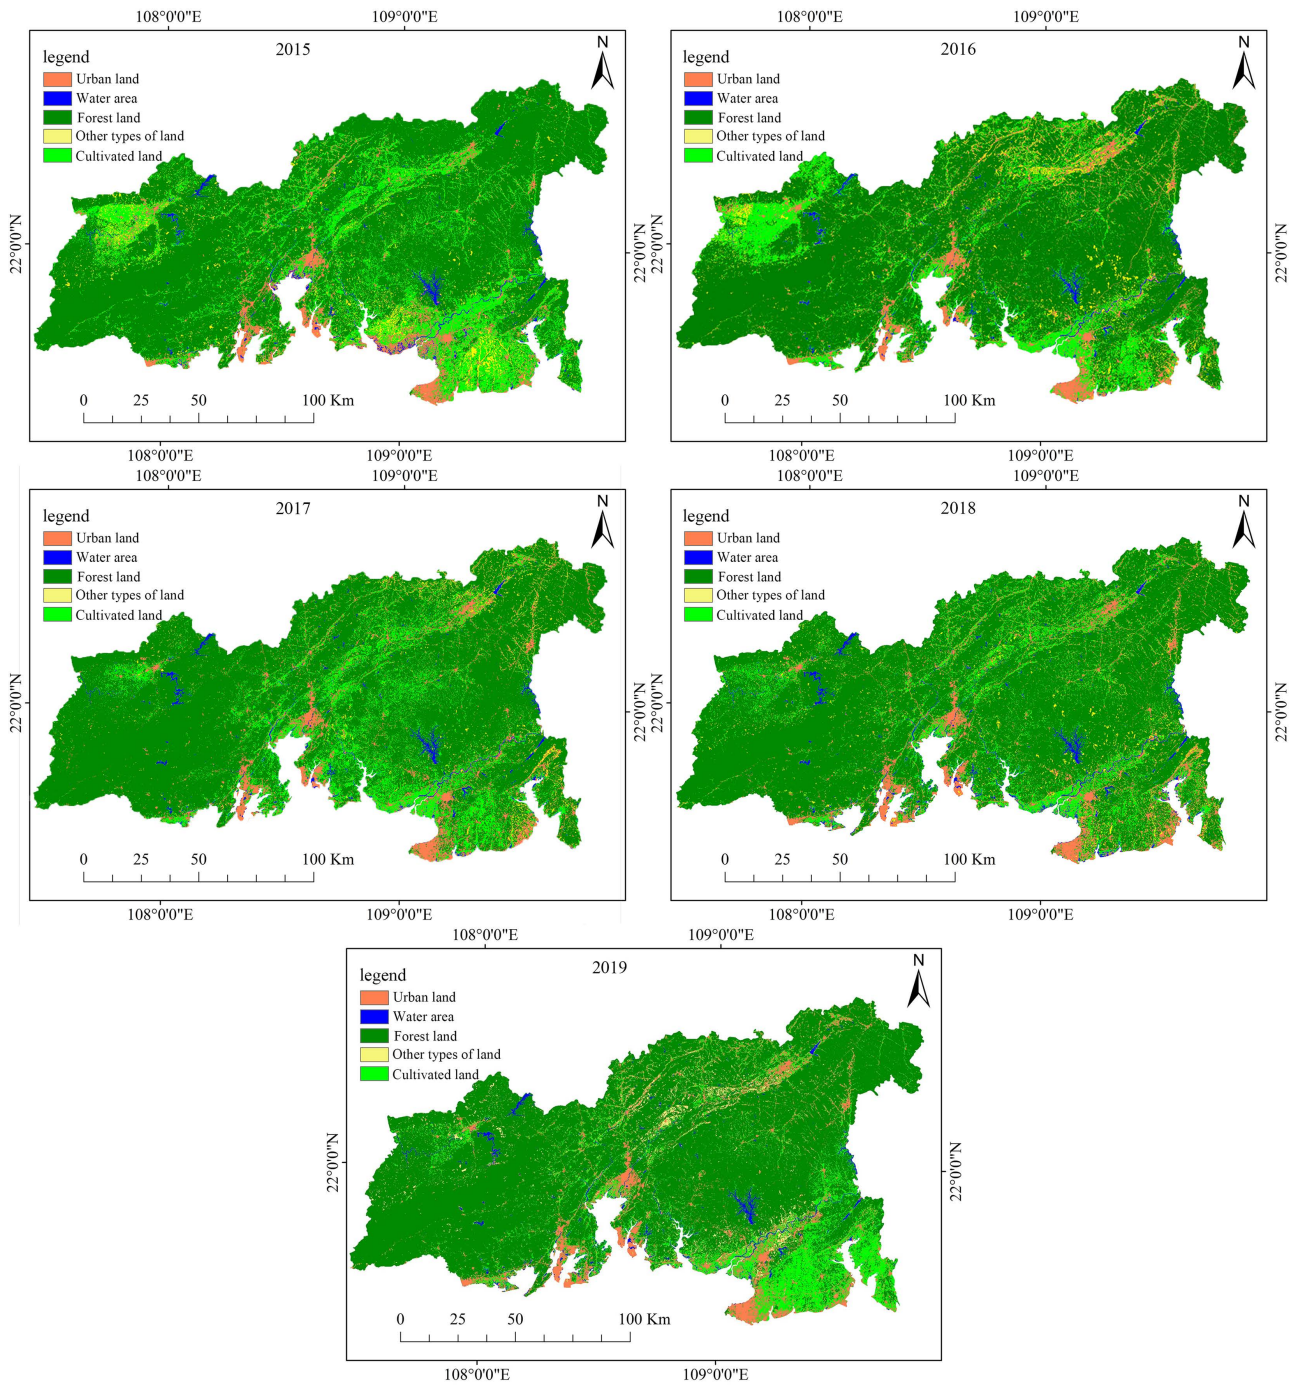 108°0'0"E 109°0'0"E 108°0'0"E 109°0'0"E
2015
N
legend
Urban land
Water area
Forest land
Other types of land
Cultivated land
22°0'0"N
22°0'0"N
0 25 50 100 Km
108°0'0"E 109°0'0"E
2016
N
legend
Urban land
Water area
Forest land
Other types of land
Cultivated land
22°0'0"N
22°0'0"N
0 25 50 100 Km
108°0'0"E 109°0'0"E
108°0'0"E 109°0'0"E 108°0'0"E 109°0'0"E
2017
N
legend
Urban land
Water area
Forest land
Other types of land
Cultivated land
22°0'0"N
22°0'0"N
0 25 50 100 Km
108°0'0"E 109°0'0"E
2018
N
legend
Urban land
Water area
Forest land
Other types of land
Cultivated land
22°0'0"N
22°0'0"N
0 25 50 100 Km
108°0'0"E 109°0'0"E
108°0'0"E 109°0'0"E
2019
N
legend
Urban land
Water area
Forest land
Other types of land
Cultivated land
22°0'0"N
22°0'0"N
0 25 50 100 Km
108°0'0"E 109°0'0"E